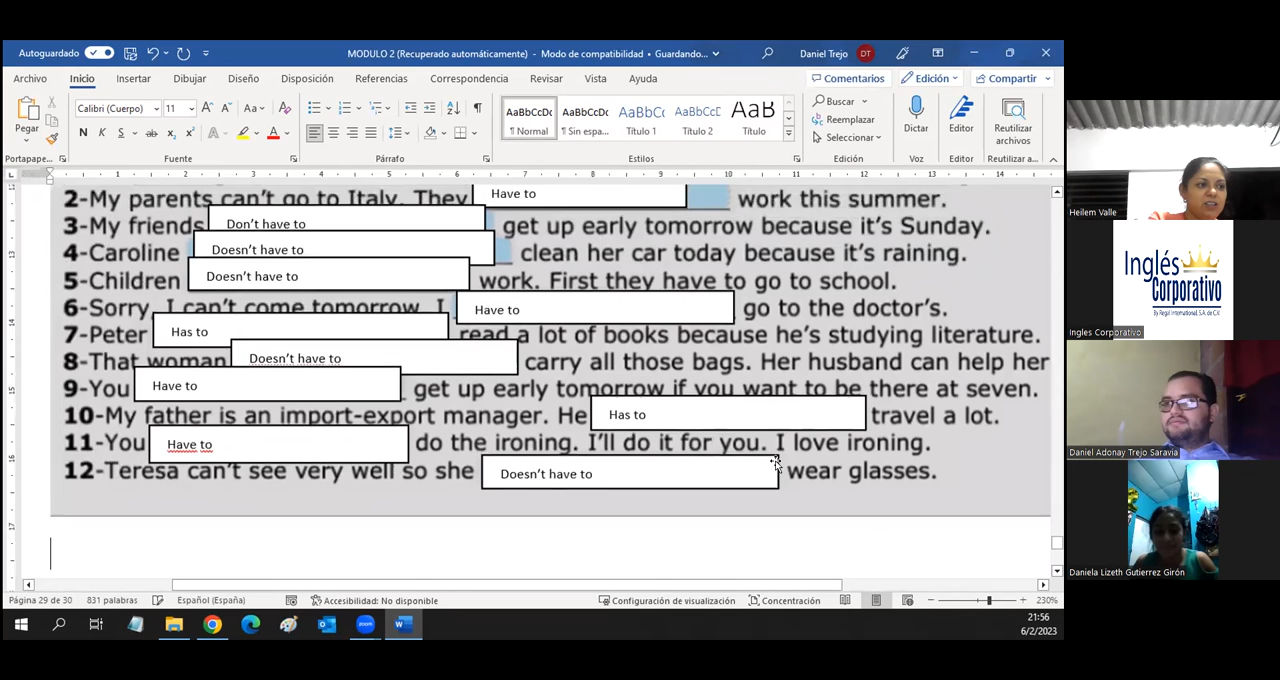 Autoguardado
MODULO 2 (Recuperado automáticamente) - Modo de compatibilidad • Guardando...
Daniel Trejo DT
Archivo Inicio Insertar Dibujar Diseño Disposición Referencias Correspondencia Revisar Vista Ayuda Comentarios Edición Compartir
Calibri (Cuerpo) 11
Pegar
Portapape... Fuente Párrafo
AaBbCcDc AaBbCcDc AaBbCc AaBbCcD AaB
¶ Normal ¶ Sin espa... Título 1 Título 2 Título
Estilos
Buscar
Reemplazar
Seleccionar
Edición
Dictar
Voz
Editor
Editor
Reutilizar archivos
Reutilizar a...
2-My parents can't go to Italy. They Have to work this summer.
3-My friends Don't have to get up early tomorrow because it's Sunday.
4-Caroline Doesn't have to clean her car today because it's raining.
5-Children Doesn't have to work. First they have to go to school.
6-Sorry, I can't come tomorrow. I Have to go to the doctor's.
7-Peter Has to read a lot of books because he's studying literature.
8-That woman Doesn't have to carry all those bags. Her husband can help her
9-You Have to get up early tomorrow if you want to be there at seven.
10-My father is an import-export manager. He Has to travel a lot.
11-You Have to do the ironing. I'll do it for you. I love ironing.
12-Teresa can't see very well so she Doesn't have to wear glasses.
Página 29 de 30 831 palabras Español (España) Accesibilidad: No disponible Configuración de visualización Concentración 230%
zoom
21:56
6/2/2023
Heilem Valle
Inglés
Corporativo
By Regal International, S.A. de C.V.
Ingles Corporativo
Daniel Adonay Trejo Saravia
Daniela Lizeth Gutierrez Girón